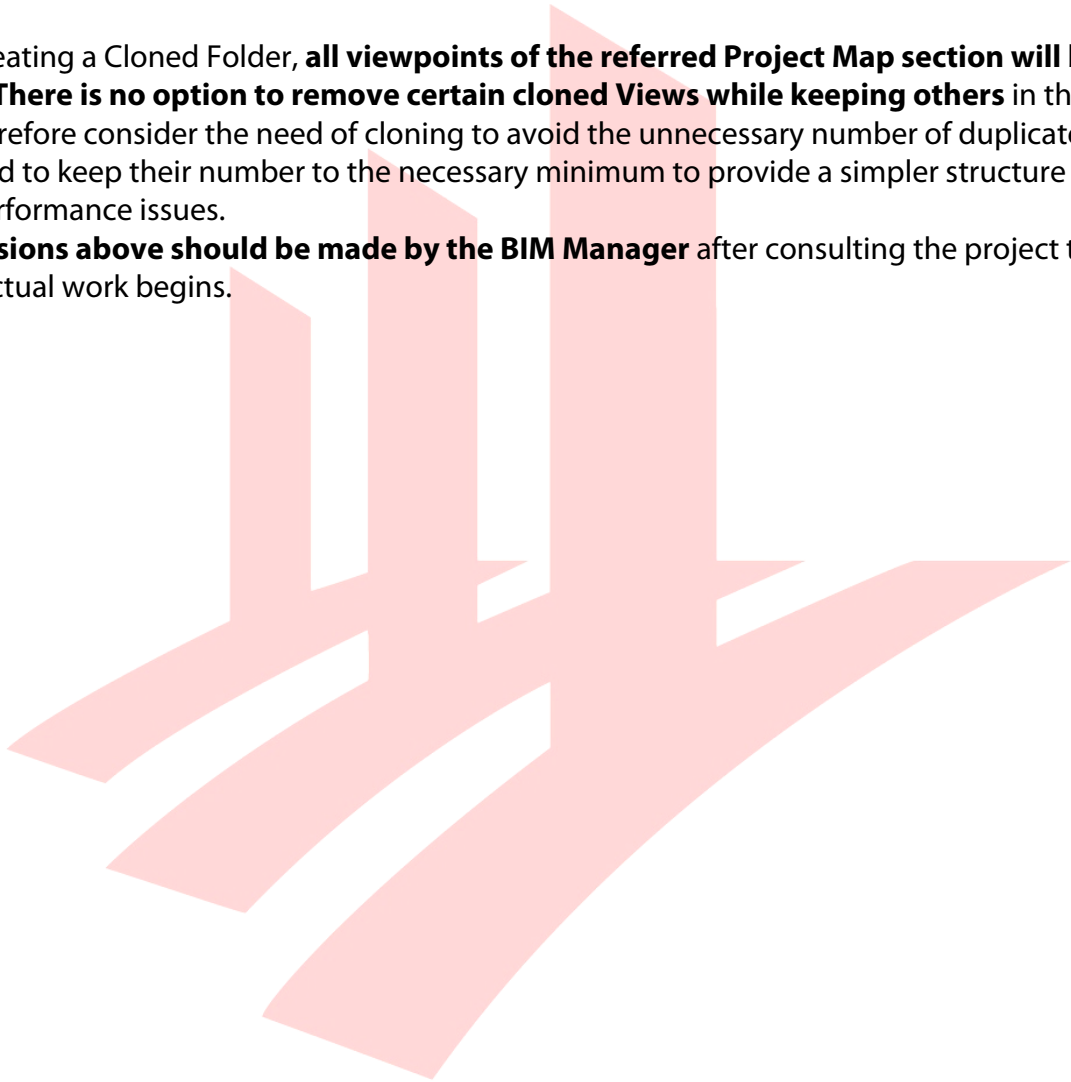 eating a Cloned Folder, all viewpoints of the referred Project Map section will
There is no option to remove certain cloned Views while keeping others in th
refore consider the need of cloning to avoid the unnecessary number of duplicat
d to keep their number to the necessary minimum to provide a simpler structure
rformance issues.
sions above should be made by the BIM Manager after consulting the project
ctual work begins.